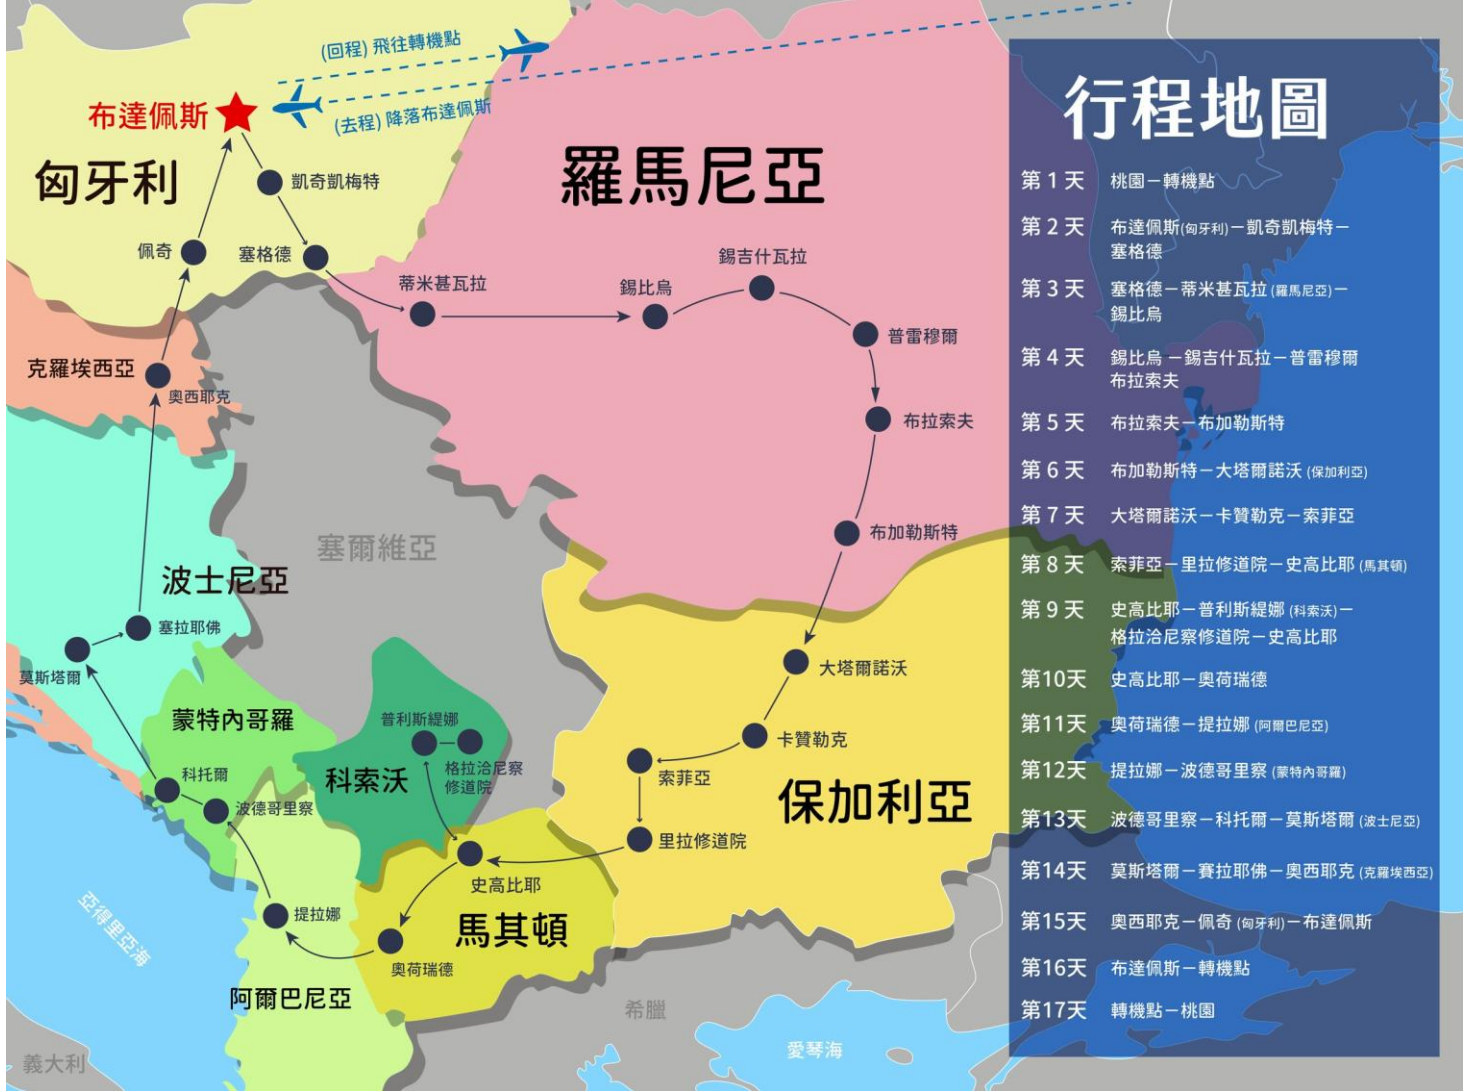 (回程) 飛往轉機點
(去程) 降落布達佩斯
布達佩斯
匈牙利
凱奇凱梅特
佩奇
塞格德
羅馬尼亞
蒂米甚瓦拉
錫比烏
錫吉什瓦拉
普雷穆爾
布拉索夫
布加勒斯特
克羅埃西亞
奧西耶克
塞爾維亞
波士尼亞
塞拉耶佛
莫斯塔爾
蒙特內哥羅
科托爾
波德哥里察
普利斯緹娜
格拉洽尼察
修道院
科索沃
大塔爾諾沃
卡贊勒克
索菲亞
保加利亞
里拉修道院
史高比耶
馬其頓
提拉娜
奧荷瑞德
阿爾巴尼亞
亞得里亞海
義大利
希臘
愛琴海
行程地圖
第 1 天 桃園－轉機點
第 2 天 布達佩斯(匈牙利)－凱奇凱梅特－
塞格德
第 3 天 塞格德－蒂米甚瓦拉 (羅馬尼亞)－
錫比烏
第 4 天 錫比烏 －錫吉什瓦拉－普雷穆爾
布拉索夫
第 5 天 布拉索夫－布加勒斯特
第 6 天 布加勒斯特－大塔爾諾沃 (保加利亞)
第 7 天 大塔爾諾沃－卡贊勒克－索菲亞
第 8 天 索菲亞－里拉修道院－史高比耶 (馬其頓)
第 9 天 史高比耶－普利斯緹娜 (科索沃)－
格拉洽尼察修道院－史高比耶
第10天 史高比耶－奧荷瑞德
第11天 奧荷瑞德－提拉娜 (阿爾巴尼亞)
第12天 提拉娜－波德哥里察 (蒙特內哥羅)
第13天 波德哥里察－科托爾－莫斯塔爾 (波士尼亞)
第14天 莫斯塔爾－賽拉耶佛－奧西耶克 (克羅埃西亞)
第15天 奧西耶克－佩奇 (匈牙利)－布達佩斯
第16天 布達佩斯－轉機點
第17天 轉機點－桃園